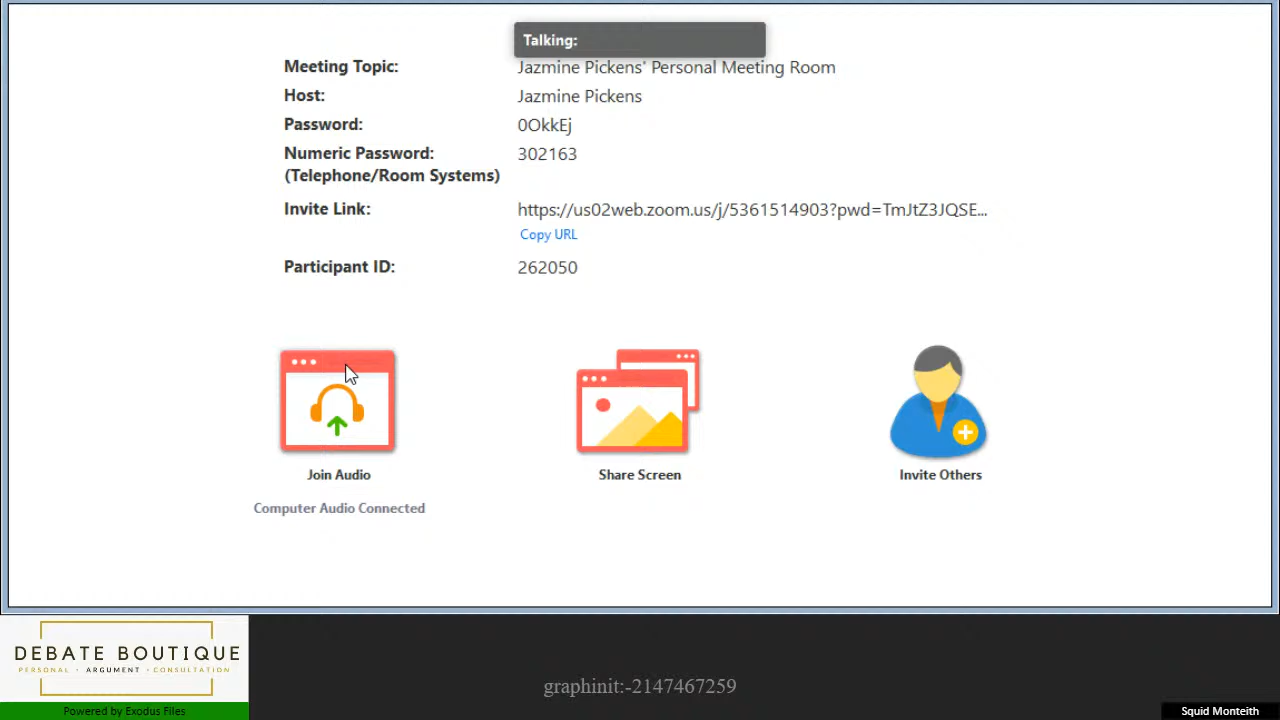 Talking:
Meeting Topic: Jazmine Pickens' Personal Meeting Room
Host: Jazmine Pickens
Password: 0OkkEj
Numeric Password: 302163
(Telephone/Room Systems)
Invite Link: https://us02web.zoom.us/j/5361514903?pwd=TmJtZ3JQSE...
Copy URL
Participant ID: 262050
Join Audio
Share Screen
Invite Others
Computer Audio Connected
DEBATE BOUTIQUE
PERSONAL · ARGUMENT · CONSULTATION
graphinit:-2147467259
Powered by Exodus Files
Squid Monteith